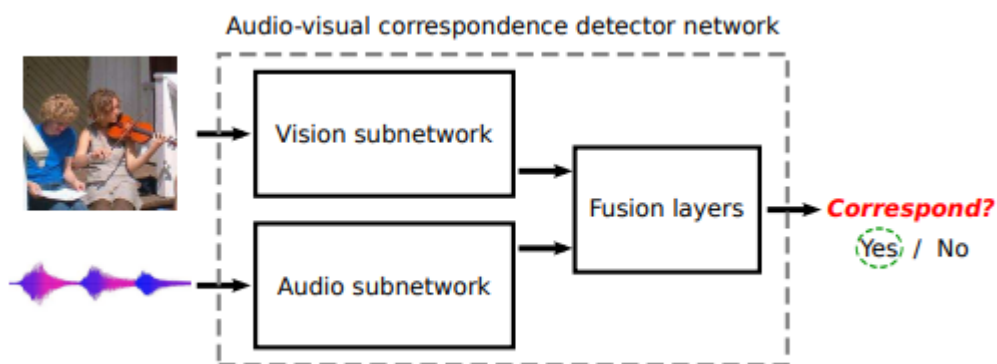 Audio-visual correspondence detector network
Vision subnetwork
Audio subnetwork
Fusion layers
Correspond?
Yes / No